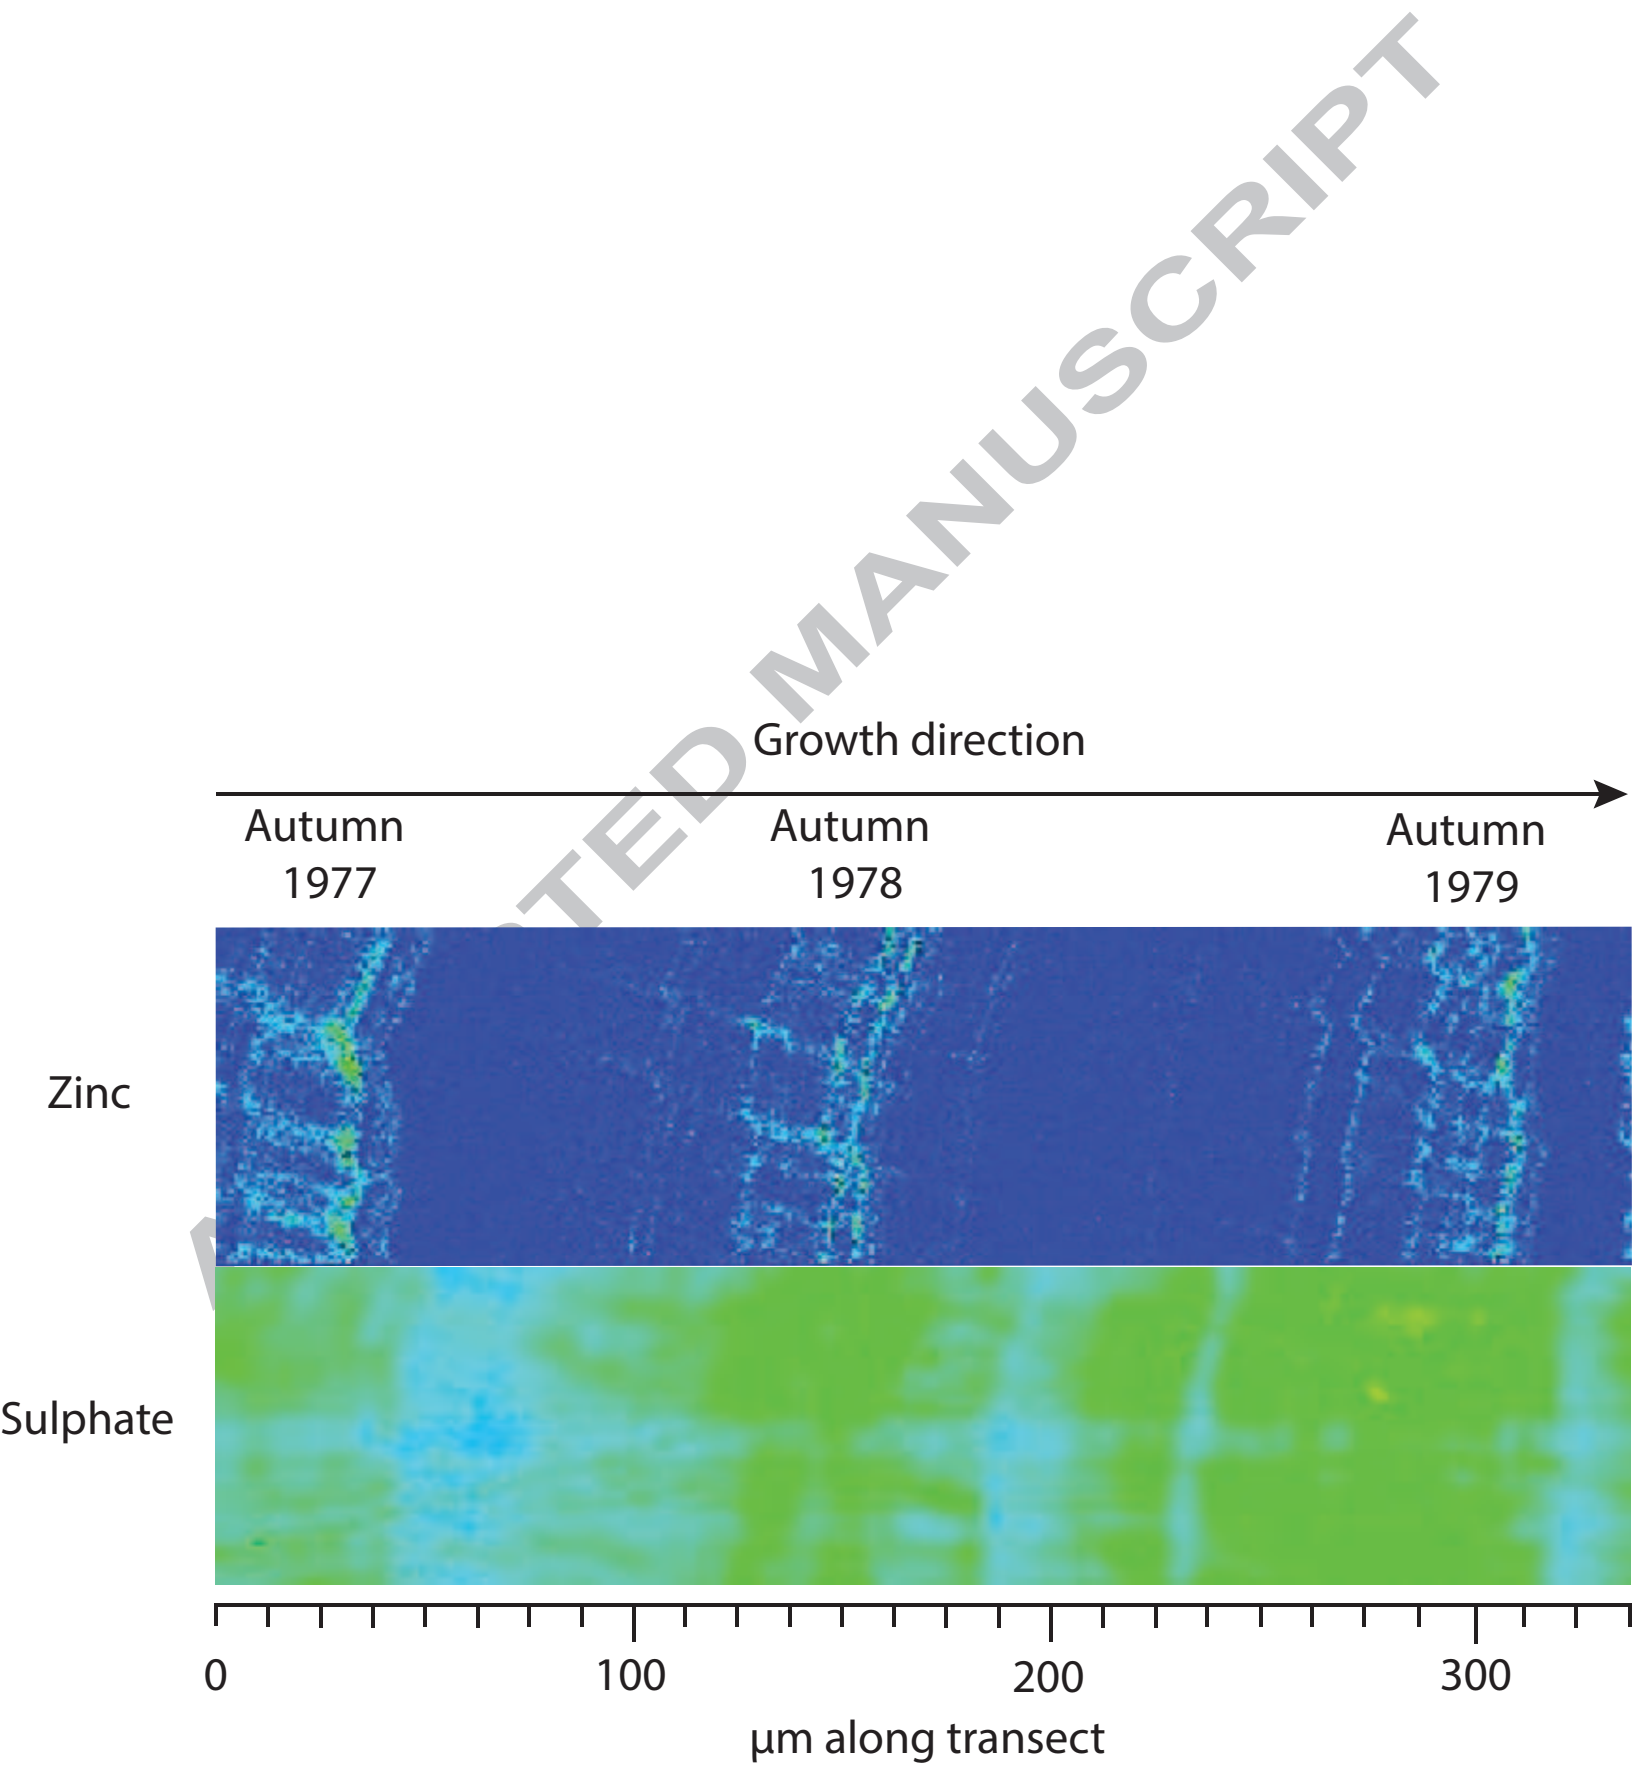 ACCEPTED MANUSCRIPT
Growth direction
Autumn
1977
Autumn
1978
Autumn
1979
Zinc
Sulphate
0
100
200
300
µm along transect